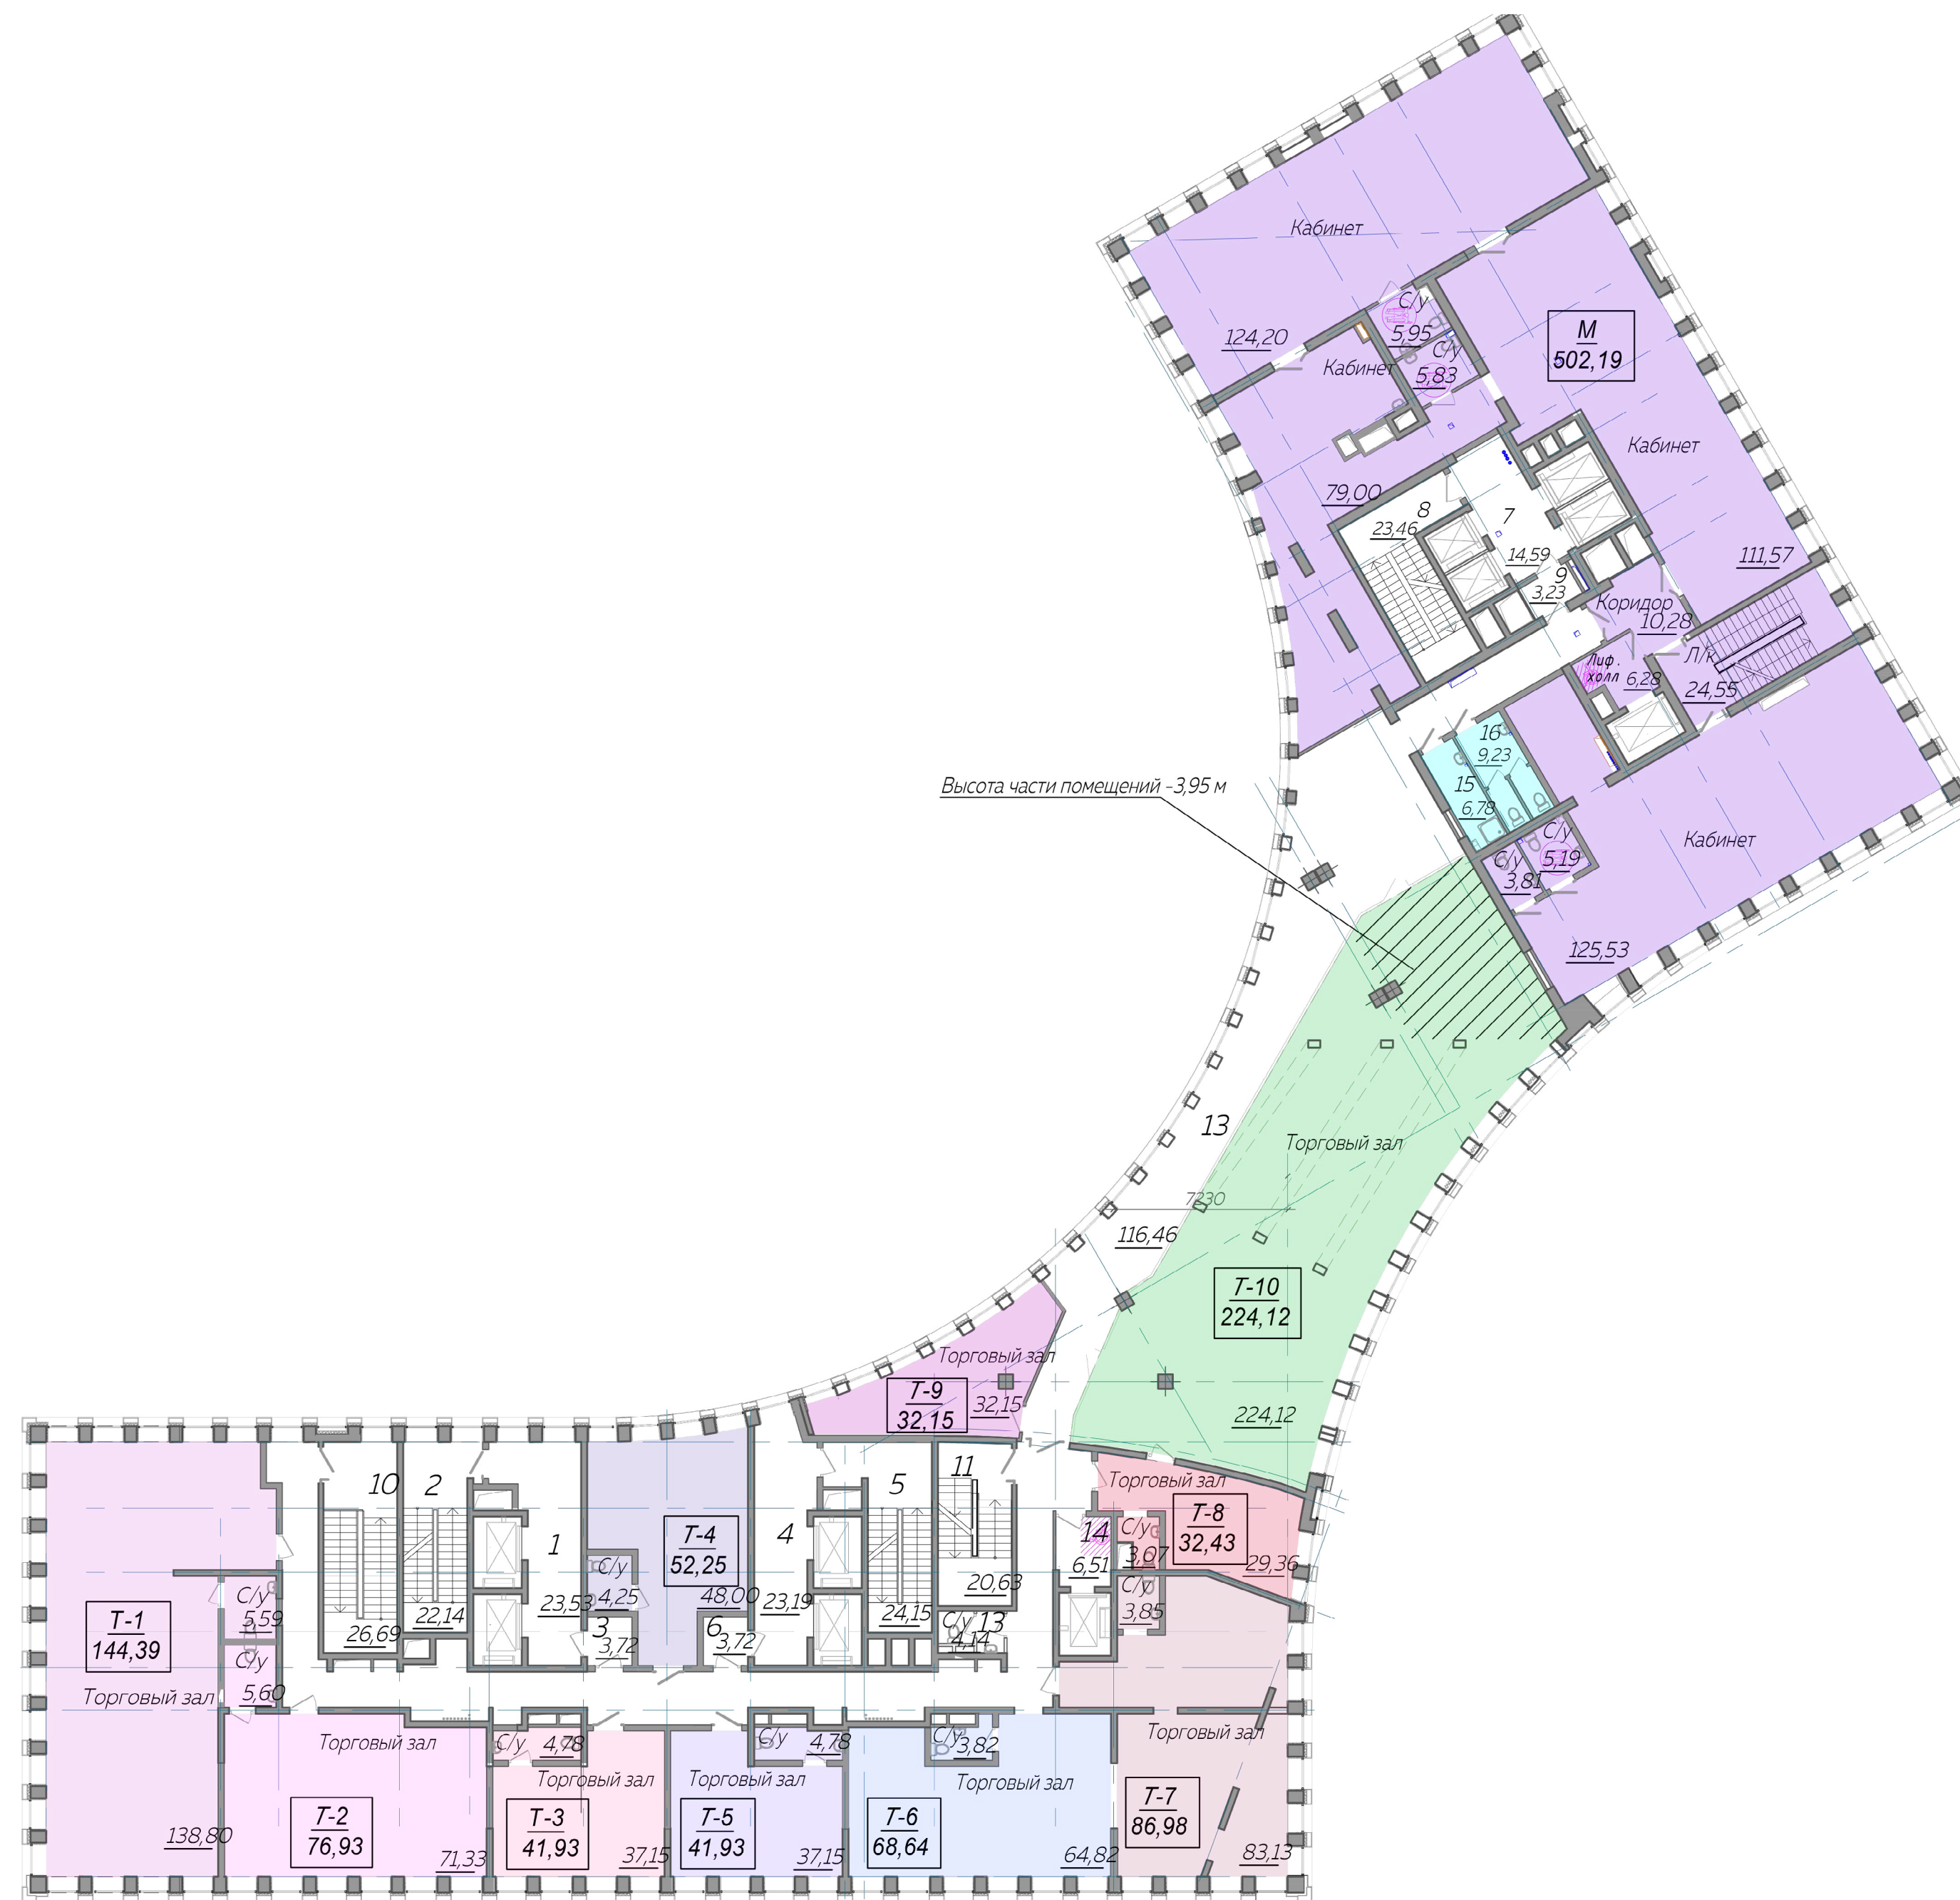 Кабинет
124,20
С/у
5,95
С/у
5,83
Кабинет
М
502,19
Кабинет
79,00
8
23,46
7
14,59
9
3,23
111,57
Коридор
10,28
Лиф.
холл
6,28
Л/к
24,55
16
9,23
15
6,78
Высота части помещений -3,95 м
С/у
5,19
С/у
3,81
Кабинет
125,53
13
Торговый зал
7230
116,46
Т-10
224,12
224,12
Торговый зал
Т-9
32,15
32,15
10
2
1
Т-4
52,25
4
5
11
14
6,51
Торговый зал
Т-8
32,43
С/у
3,07
29,36
С/у
3,85
С/у
5,59
Т-1
144,39
26,69
22,14
23,53
С/у
4,25
48,00
23,19
24,15
20,63
3
3,72
6
3,72
С/у
13
4,14
С/у
5,60
Торговый зал
Торговый зал
С/у
4,78
С/у
4,78
С/у
3,82
Торговый зал
Торговый зал
Торговый зал
Торговый зал
Т-2
76,93
Т-3
41,93
Т-5
41,93
Т-6
68,64
Т-7
86,98
138,80
71,33
37,15
37,15
64,82
83,13